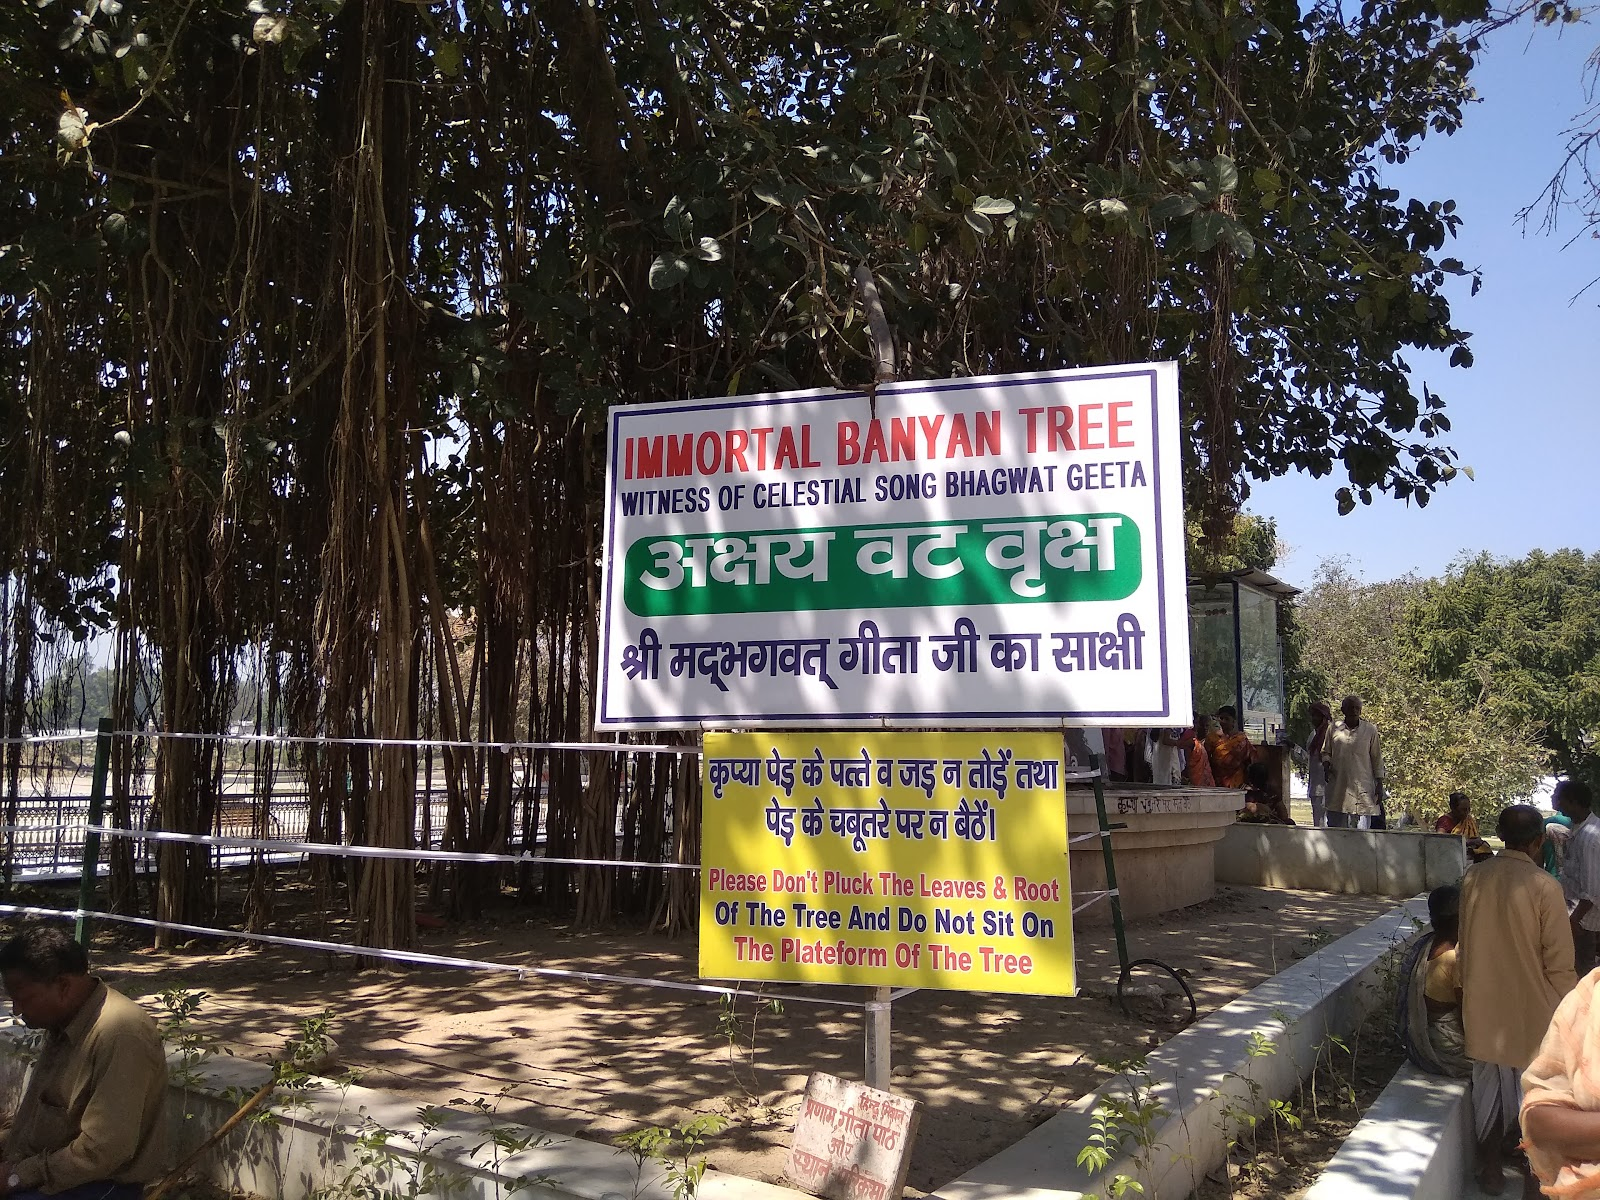 IMMORTAL BANYAN TREE
WITNESS OF CELESTIAL SONG BHAGWAT GEETA
अक्षय वट वृक्ष
श्री मद्‌भगवत् गीता जी का साक्षी
कृप्या पेड़ के पत्ते व जड़ न तोड़ें तथा
पेड़ के चबूतरे पर न बैठें।
Please Don't Pluck The Leaves & Root
Of The Tree And Do Not Sit On
The Plateform Of The Tree
हिन्दू मिशन
प्रणाम, गीता पाठ
और
स्थान